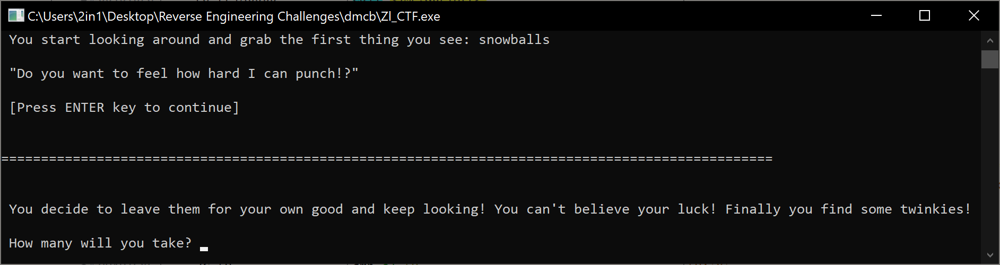 C:\Users\2in1\Desktop\Reverse Engineering Challenges\dmcb\Zl_CTF.exe
You start looking around and grab the first thing you see: snowballs
"Do you want to feel how hard I can punch!?"
[Press ENTER key to continue]
=================================================================================================
You decide to leave them for your own good and keep looking! You can't believe your luck! Finally you find some twinkies!
How many will you take?